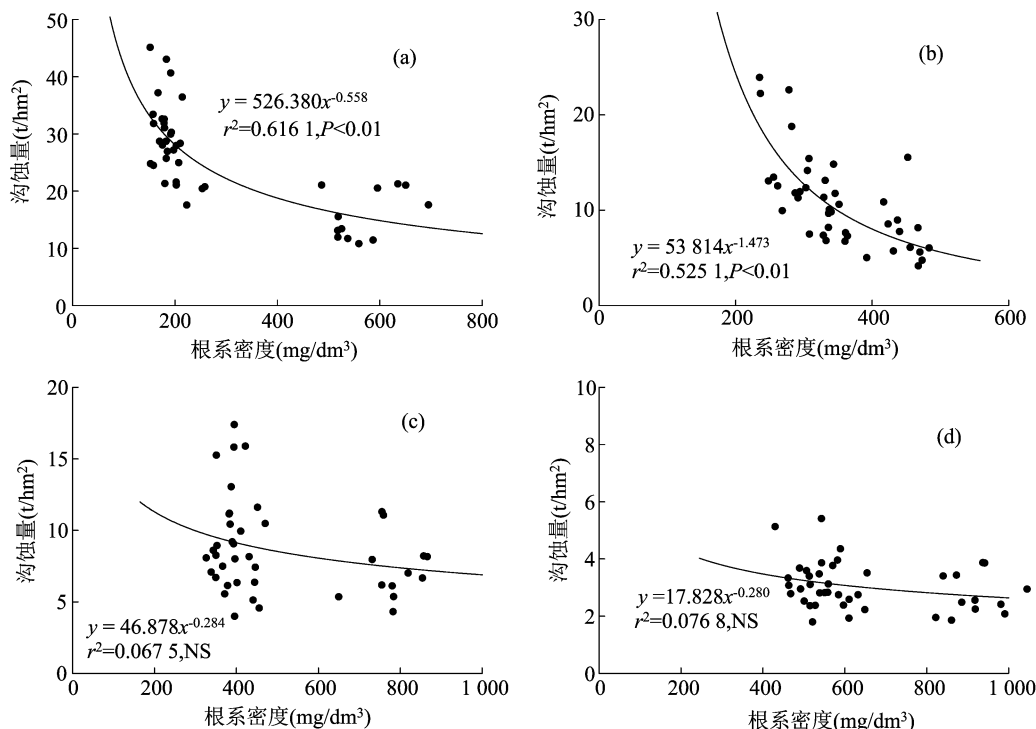 50
40
30
20
10
0
0
200
400
600
800
沟蚀量(t/hm²)
根系密度(mg/dm³)
(a)
y = 526.380x^-0.558
r²=0.616 1,P<0.01
30
20
10
0
0
200
400
600
沟蚀量(t/hm²)
根系密度(mg/dm³)
(b)
y = 53 814x^-1.473
r²=0.525 1,P<0.01
20
15
10
5
0
0
200
400
600
800
1 000
沟蚀量(t/hm²)
根系密度(mg/dm³)
(c)
y = 46.878x^-0.284
r²=0.067 5,NS
10
8
6
4
2
0
0
200
400
600
800
1 000
沟蚀量(t/hm²)
根系密度(mg/dm³)
(d)
y=17.828x^-0.280
r²=0.076 8,NS